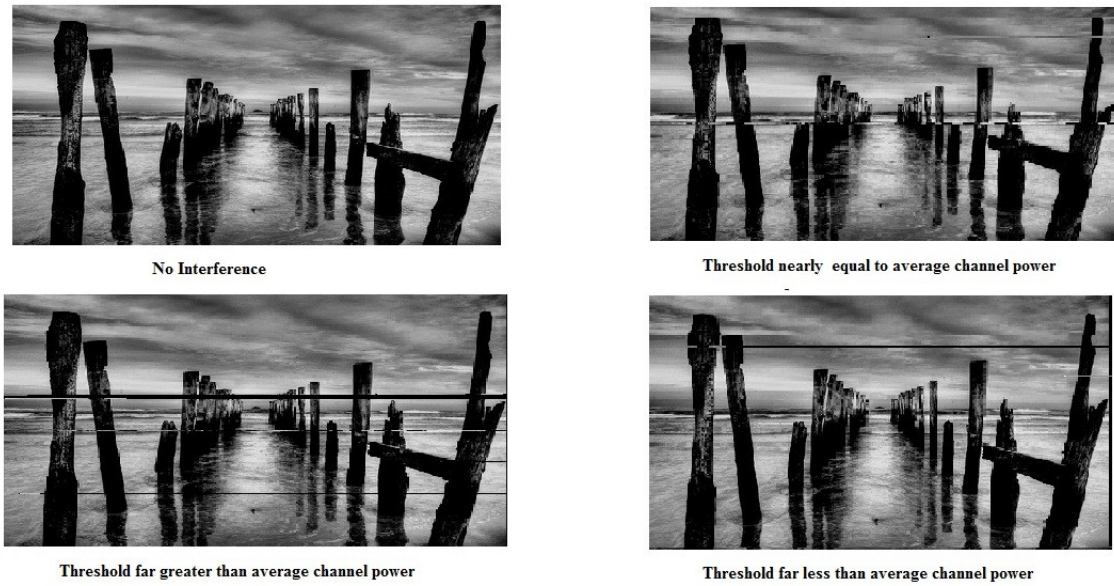 No Interference
Threshold nearly equal to average channel power
Threshold far greater than average channel power
Threshold far less than average channel power